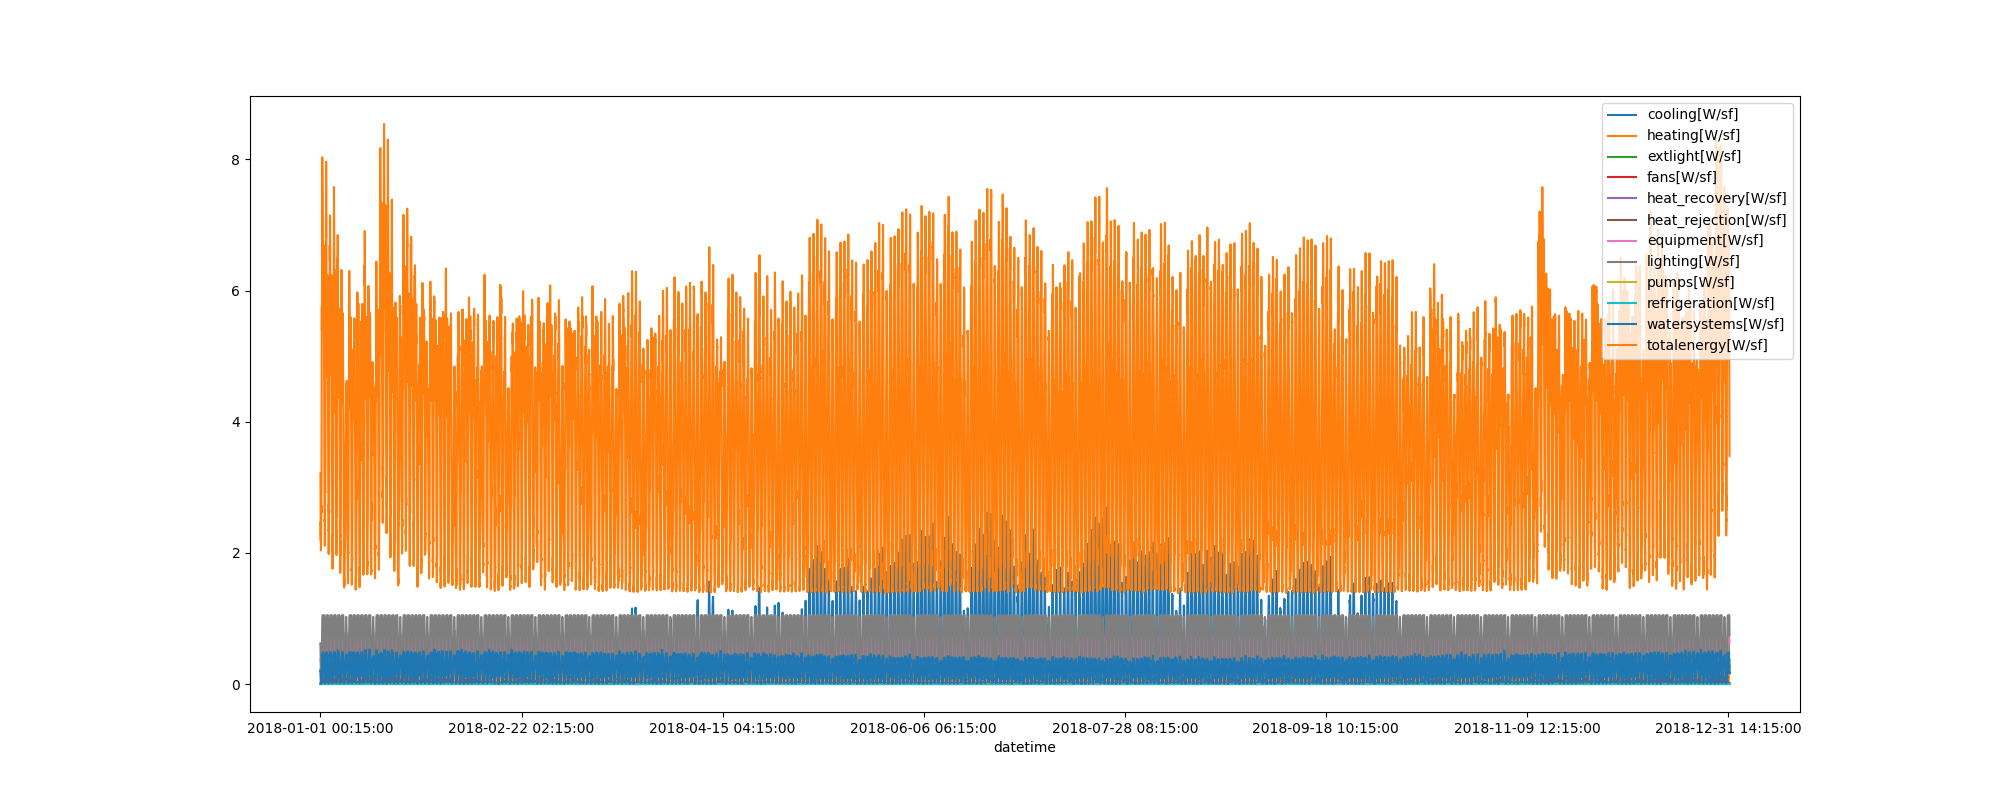 cooling[W/sf]
heating[W/sf]
extlight[W/sf]
fans[W/sf]
heat_recovery[W/sf]
heat_rejection[W/sf]
equipment[W/sf]
lighting[W/sf]
pumps[W/sf]
refrigeration[W/sf]
watersystems[W/sf]
totalenergy[W/sf]
8
6
4
2
0
2018-01-01 00:15:00 2018-02-22 02:15:00 2018-04-15 04:15:00 2018-06-06 06:15:00 2018-07-28 08:15:00 2018-09-18 10:15:00 2018-11-09 12:15:00 2018-12-31 14:15:00
datetime